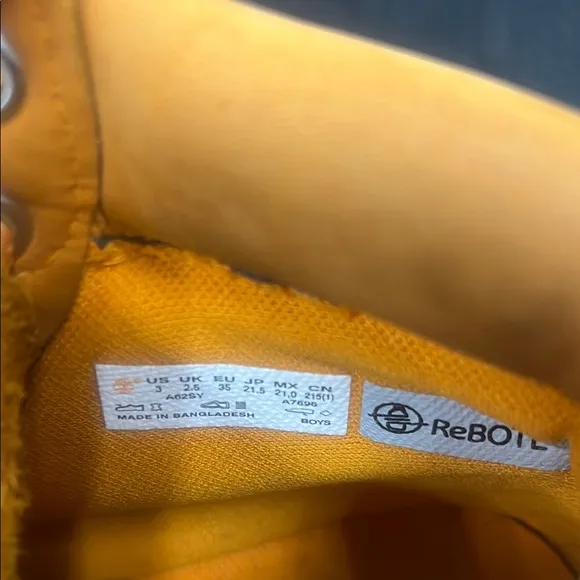 US UK EU JP MX CN
3 2.5 35 21.5 21.0 215(1)
A62SY A7696
MADE IN BANGLADESH BOYS
ReBOTL